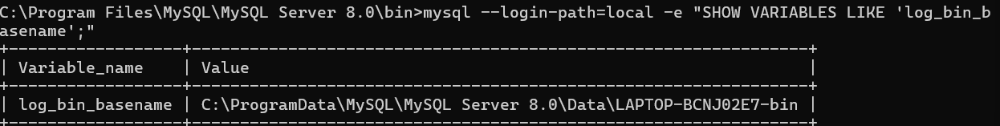 C:\Program Files\MySQL\MySQL Server 8.0\bin>mysql --login-path=local -e "SHOW VARIABLES LIKE 'log_bin_b
asename';"
+------------------+----------------------------------------------------------------+
| Variable_name    | Value                                                          |
+------------------+----------------------------------------------------------------+
| log_bin_basename | C:\ProgramData\MySQL\MySQL Server 8.0\Data\LAPTOP-BCNJ02E7-bin |
+------------------+----------------------------------------------------------------+